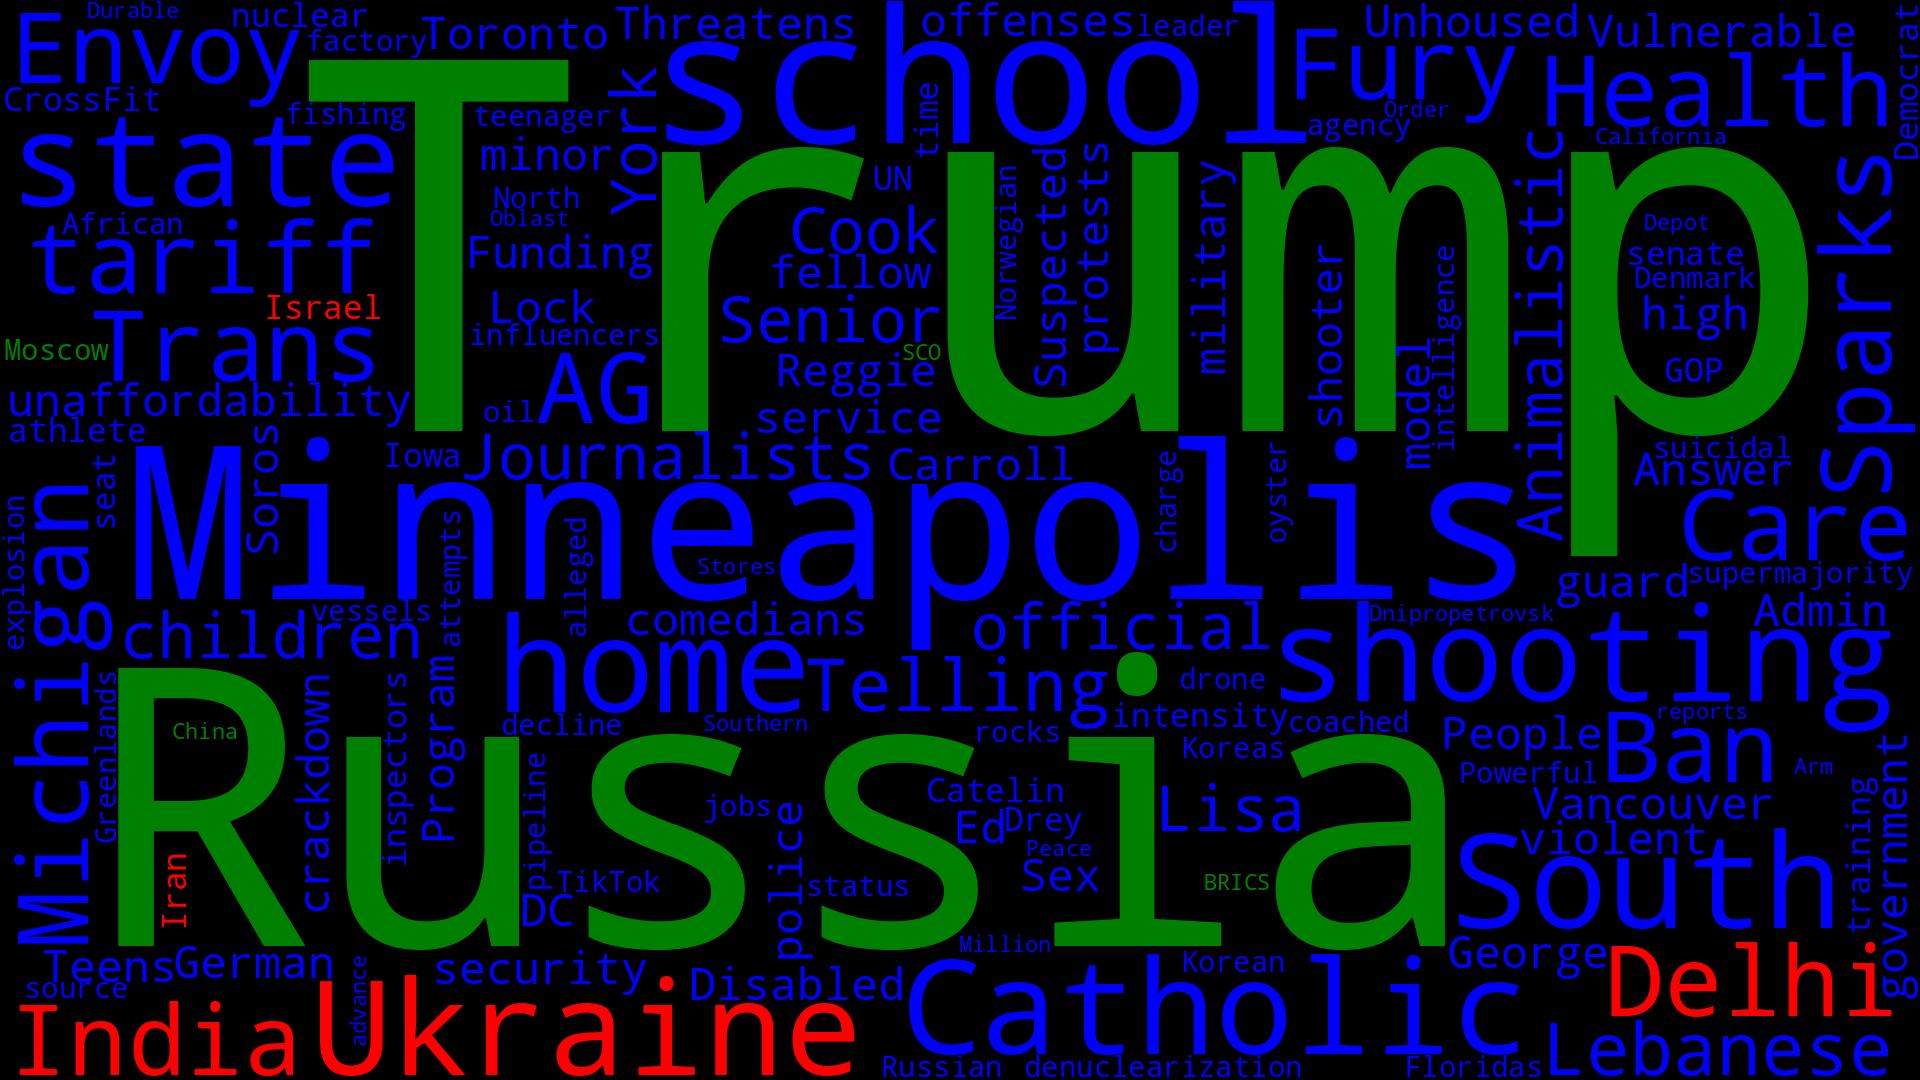 Durable
nuclear
Envoy
factory
Toronto
Threatens
school
offenses
leader
Fury
Unhoused
Vulnerable
Democrat
CrossFit
fishing
Trump
teenager
York
time
agency
Order
Health
California
state
minor
North
Oblast
UN
Norwegian
Suspected
protests
military
shooter
Animalistic
Sparks
African
tariff
Funding
Cook
fellow
Depot
senate
Denmark
high
Israel
Lock
Senior
intelligence
model
Moscow
Trans
influencers
SCO
Reggie
GOP
unaffordability
oil
AG
service
athlete
Soros
Iowa
Journalists
Carroll
charge
oyster
suicidal
Answer
seat
Michigan
explosion
Minneapolis
attempts
alleged
Stores
Care
guard
supermajority
vessels
children
home
comedians
official
Dnipropetrovsk
shooting
Admin
Greenlands
Russia
China
crackdown
inspectors
Program
Telling
drone
decline
Southern
rocks
intensity
coached
Koreas
People
Ban
reports
Powerful
Arm
Iran
pipeline
jobs
police
Catelin
Ed
Drey
Lisa
Peace
Sex
Vancouver
violent
training
government
DC
TikTok
status
BRICS
South
Teens
German
source
advance
security
Disabled
Million
Catholic
Korean
George
Delhi
India
Ukraine
Russian
denuclearization
Floridas
Lebanese